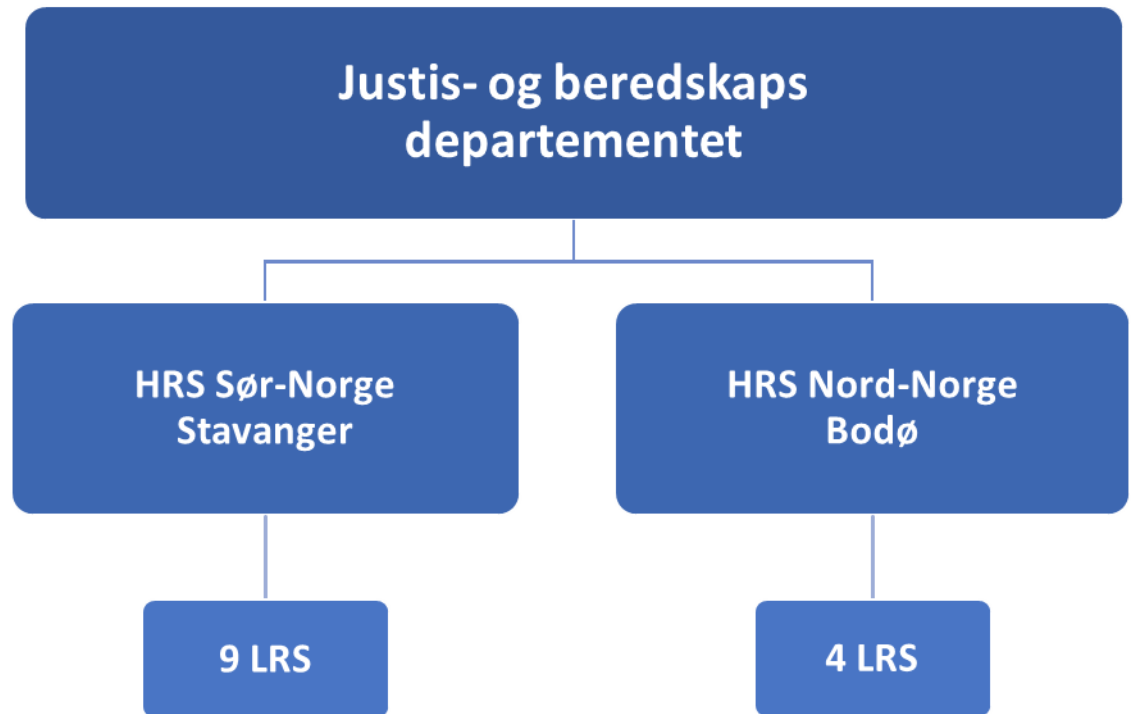 Justis- og beredskaps
departementet
HRS Sør-Norge
Stavanger
HRS Nord-Norge
Bodø
9 LRS
4 LRS